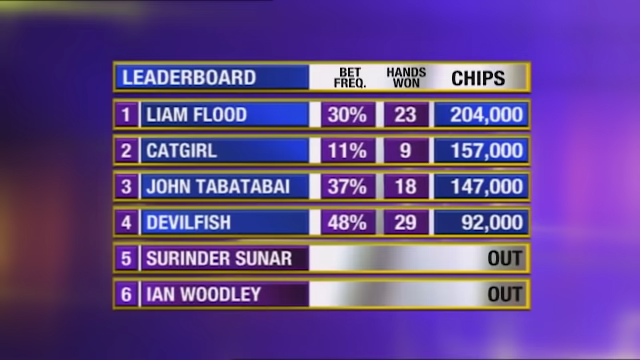 LEADERBOARD BET FREQ. HANDS WON CHIPS
1 LIAM FLOOD 30% 23 204,000
2 CATGIRL 11% 9 157,000
3 JOHN TABATABAI 37% 18 147,000
4 DEVILFISH 48% 29 92,000
5 SURINDER SUNAR OUT
6 IAN WOODLEY OUT